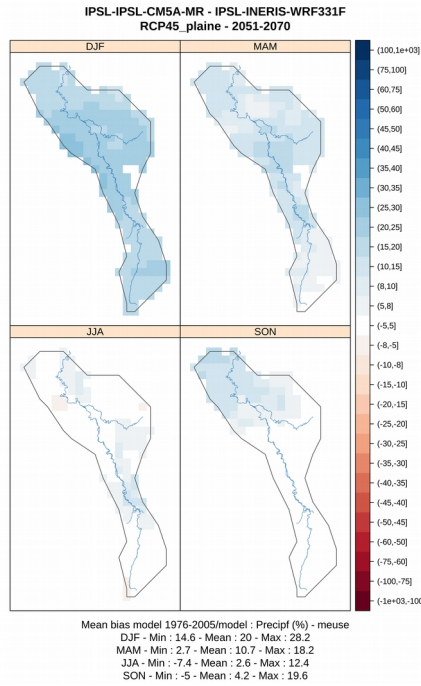 IPSL-IPSL-CM5A-MR - IPSL-INERIS-WRF331F
RCP45_plaine - 2051-2070
DJF
MAM
JJA
SON
(100,1e+03]
(75,100]
(60,75]
(50,60]
(45,50]
(40,45]
(35,40]
(30,35]
(25,30]
(20,25]
(15,20]
(10,15]
(8,10]
(5,8]
(-5,5]
(-8,-5]
(-10,-8]
(-15,-10]
(-20,-15]
(-25,-20]
(-30,-25]
(-35,-30]
(-40,-35]
(-45,-40]
(-50,-45]
(-60,-50]
(-75,-60]
(-100,-75]
(-1e+03,-100
Mean bias model 1976-2005/model : Precipf (%) - meuse
DJF - Min : 14.6 - Mean : 20 - Max : 28.2
MAM - Min : 2.7 - Mean : 10.7 - Max : 18.2
JJA - Min : -7.4 - Mean : 2.6 - Max : 12.4
SON - Min : -5 - Mean : 4.2 - Max : 19.6